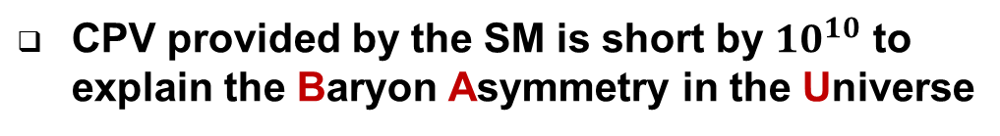 ❑ CPV provided by the SM is short by 10¹⁰ to
explain the Baryon Asymmetry in the Universe